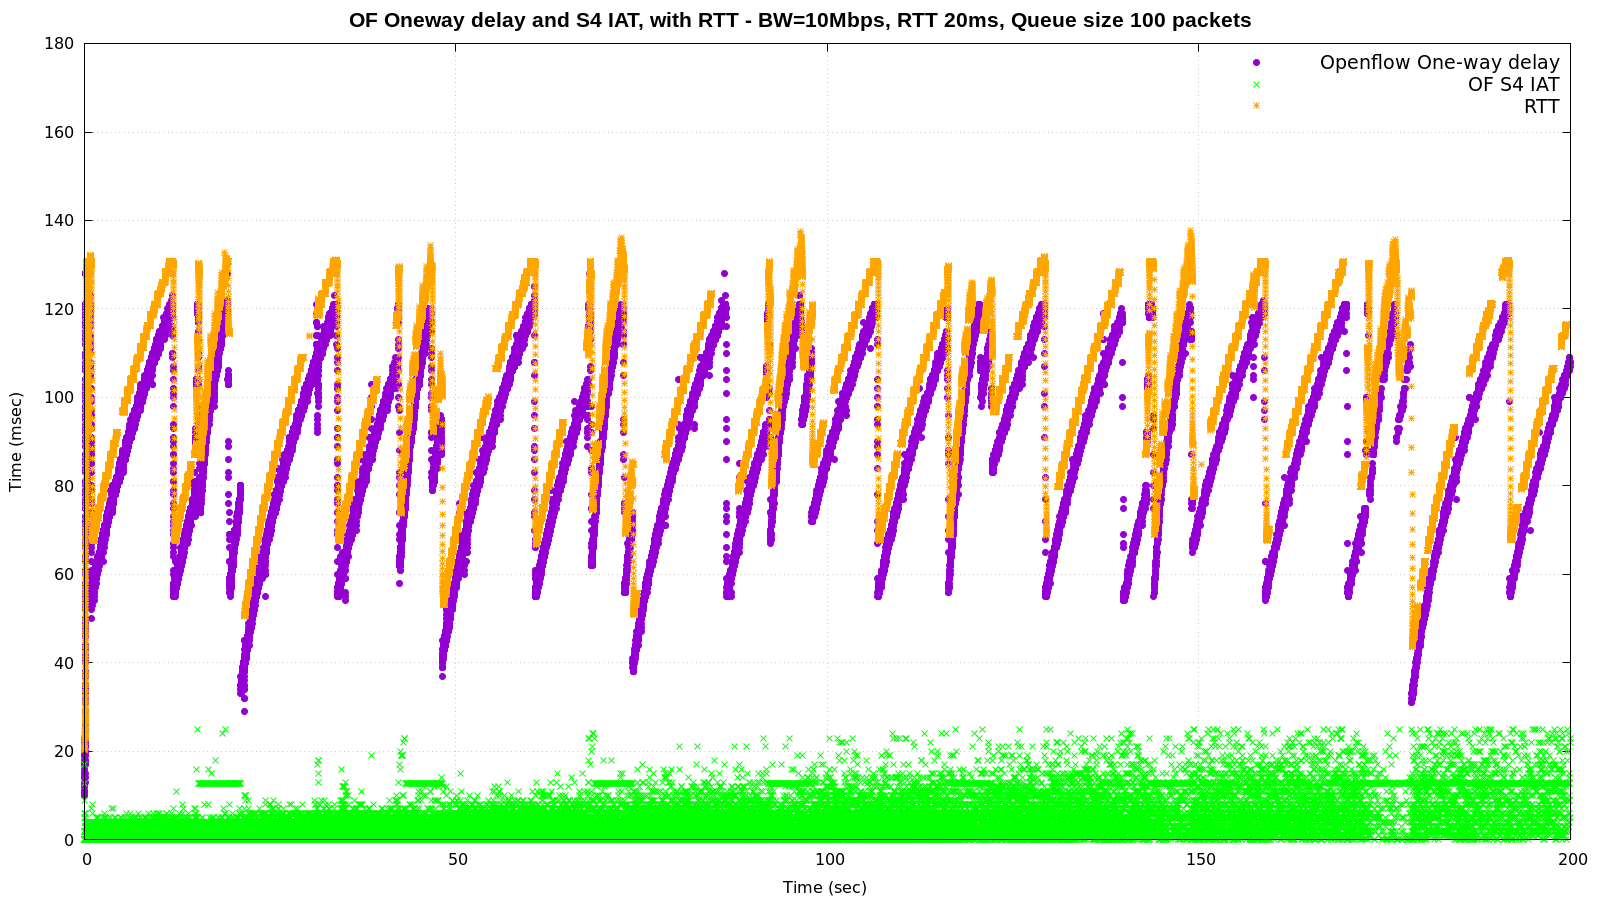 OF Oneway delay and S4 IAT, with RTT - BW=10Mbps, RTT 20ms, Queue size 100 packets
Openflow One-way delay
OF S4 IAT
RTT
Time (msec)
180
160
140
120
100
80
60
40
20
0
0 50 100 150 200
Time (sec)